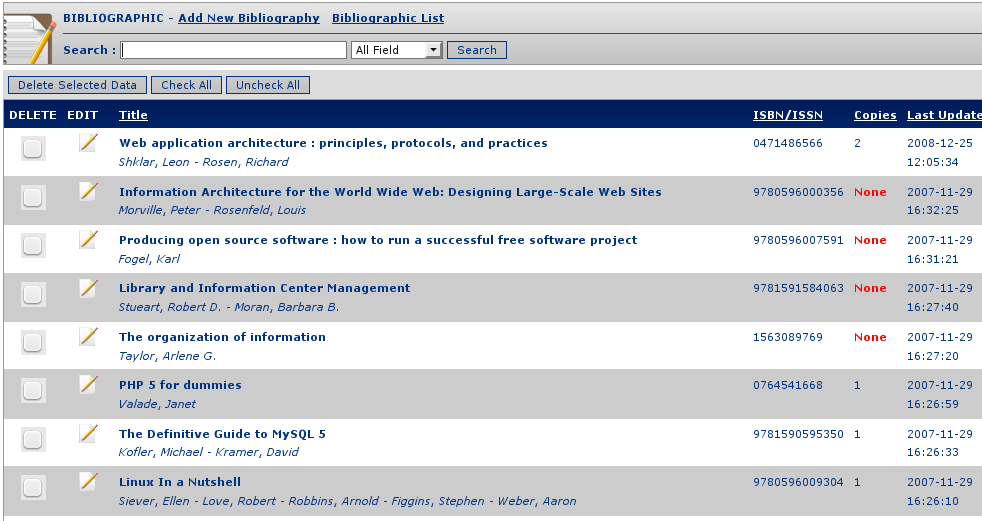 BIBLIOGRAPHIC - Add New Bibliography Bibliographic List
Search : All Field Search
Delete Selected Data Check All Uncheck All
DELETE EDIT Title ISBN/ISSN Copies Last Update
Web application architecture : principles, protocols, and practices 0471486566 2 2008-12-25
Shklar, Leon - Rosen, Richard 12:05:34
Information Architecture for the World Wide Web: Designing Large-Scale Web Sites 9780596000356 None 2007-11-29
Morville, Peter - Rosenfeld, Louis 16:32:25
Producing open source software : how to run a successful free software project 9780596007591 None 2007-11-29
Fogel, Karl 16:31:21
Library and Information Center Management 9781591584063 None 2007-11-29
Stueart, Robert D. - Moran, Barbara B. 16:27:40
The organization of information 1563089769 None 2007-11-29
Taylor, Arlene G. 16:27:20
PHP 5 for dummies 0764541668 1 2007-11-29
Valade, Janet 16:26:59
The Definitive Guide to MySQL 5 9781590595350 1 2007-11-29
Kofler, Michael - Kramer, David 16:26:33
Linux In a Nutshell 9780596009304 1 2007-11-29
Siever, Ellen - Love, Robert - Robbins, Arnold - Figgins, Stephen - Weber, Aaron 16:26:10